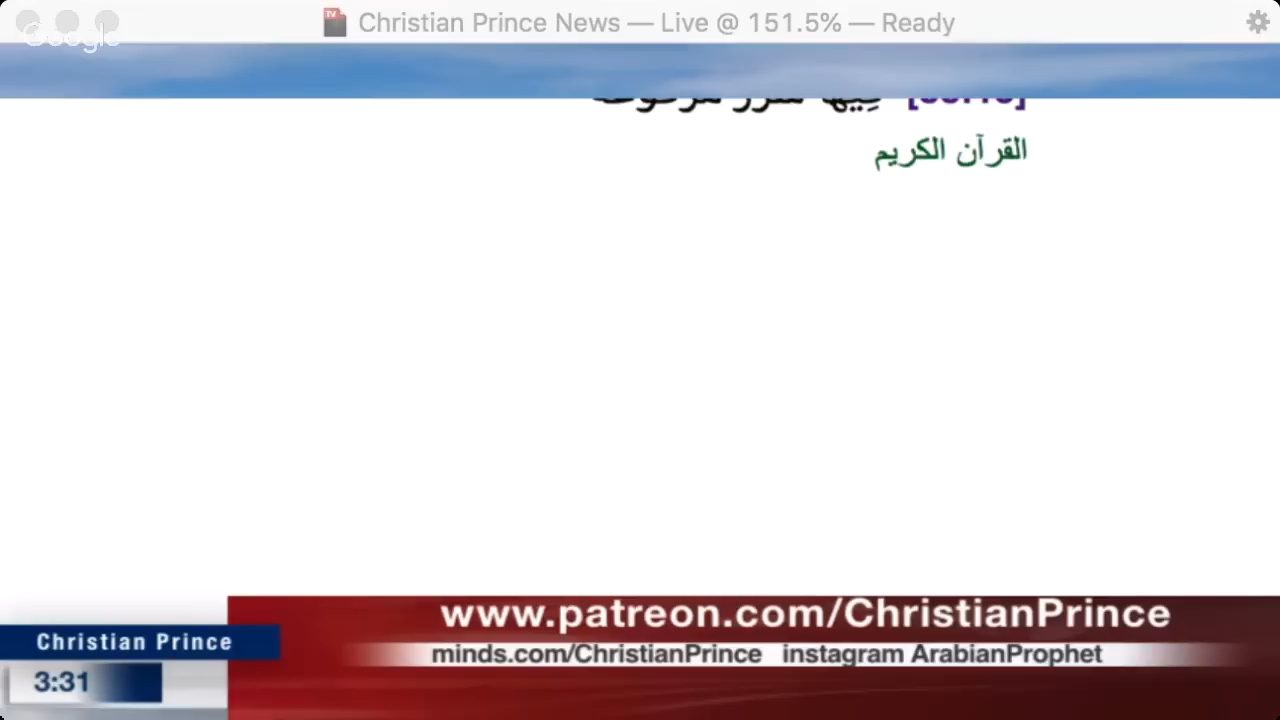 Christian Prince News — Live @ 151.5% — Ready
Google
القرآن الكريم
www.patreon.com/ChristianPrince
minds.com/ChristianPrince instagram ArabianProphet
Christian Prince
3:31